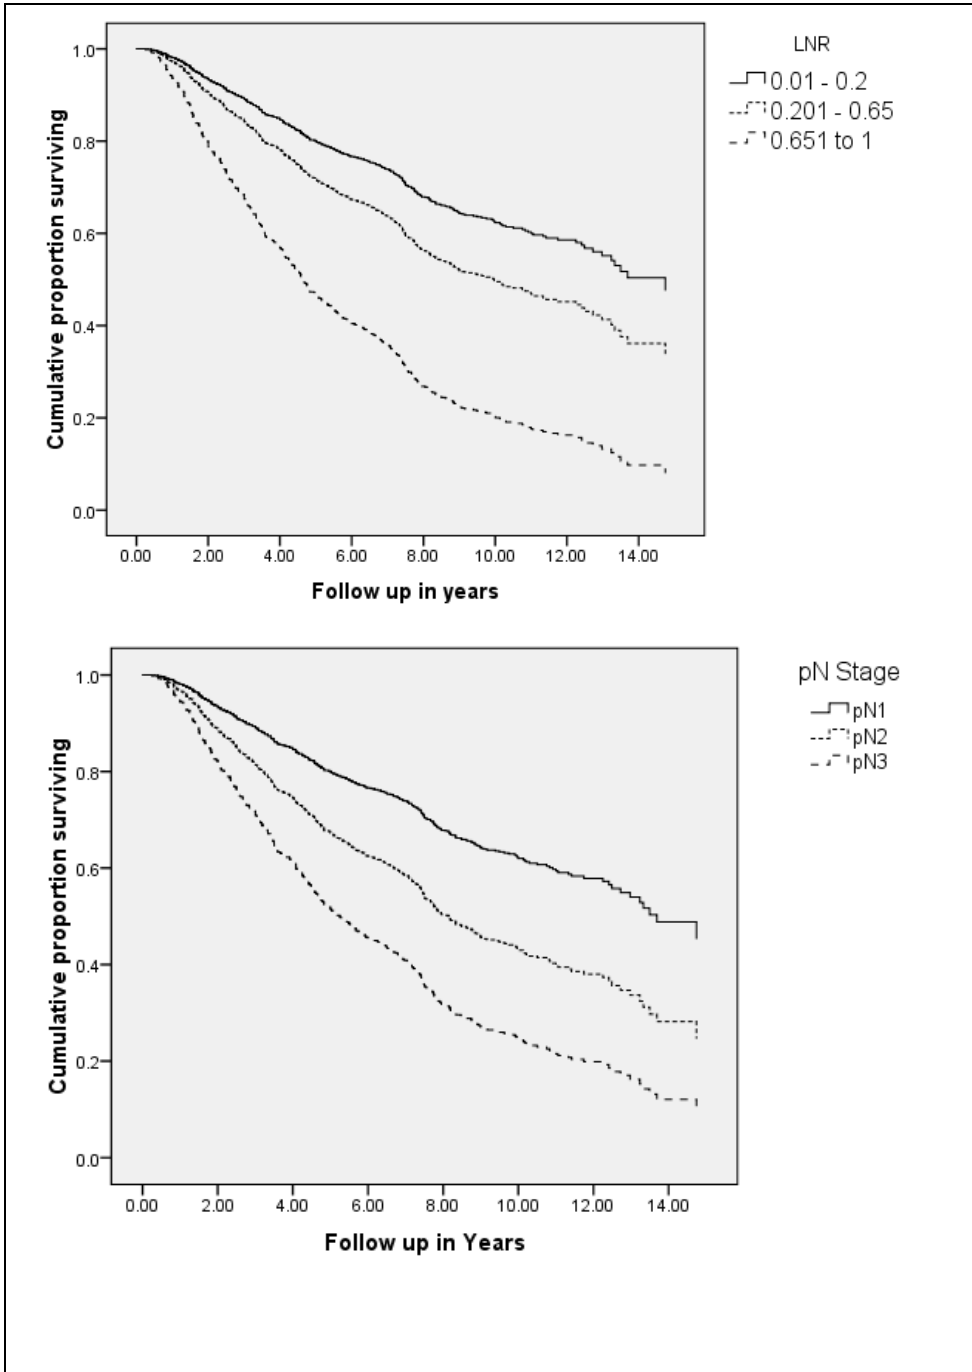 LNR
0.01 - 0.2
0.201 - 0.65
0.651 to 1
Cumulative proportion surviving
1.0
0.8
0.6
0.4
0.2
0.0
0.00 2.00 4.00 6.00 8.00 10.00 12.00 14.00
Follow up in years
pN Stage
pN1
pN2
pN3
Cumulative proportion surviving
1.0
0.8
0.6
0.4
0.2
0.0
0.00 2.00 4.00 6.00 8.00 10.00 12.00 14.00
Follow up in Years